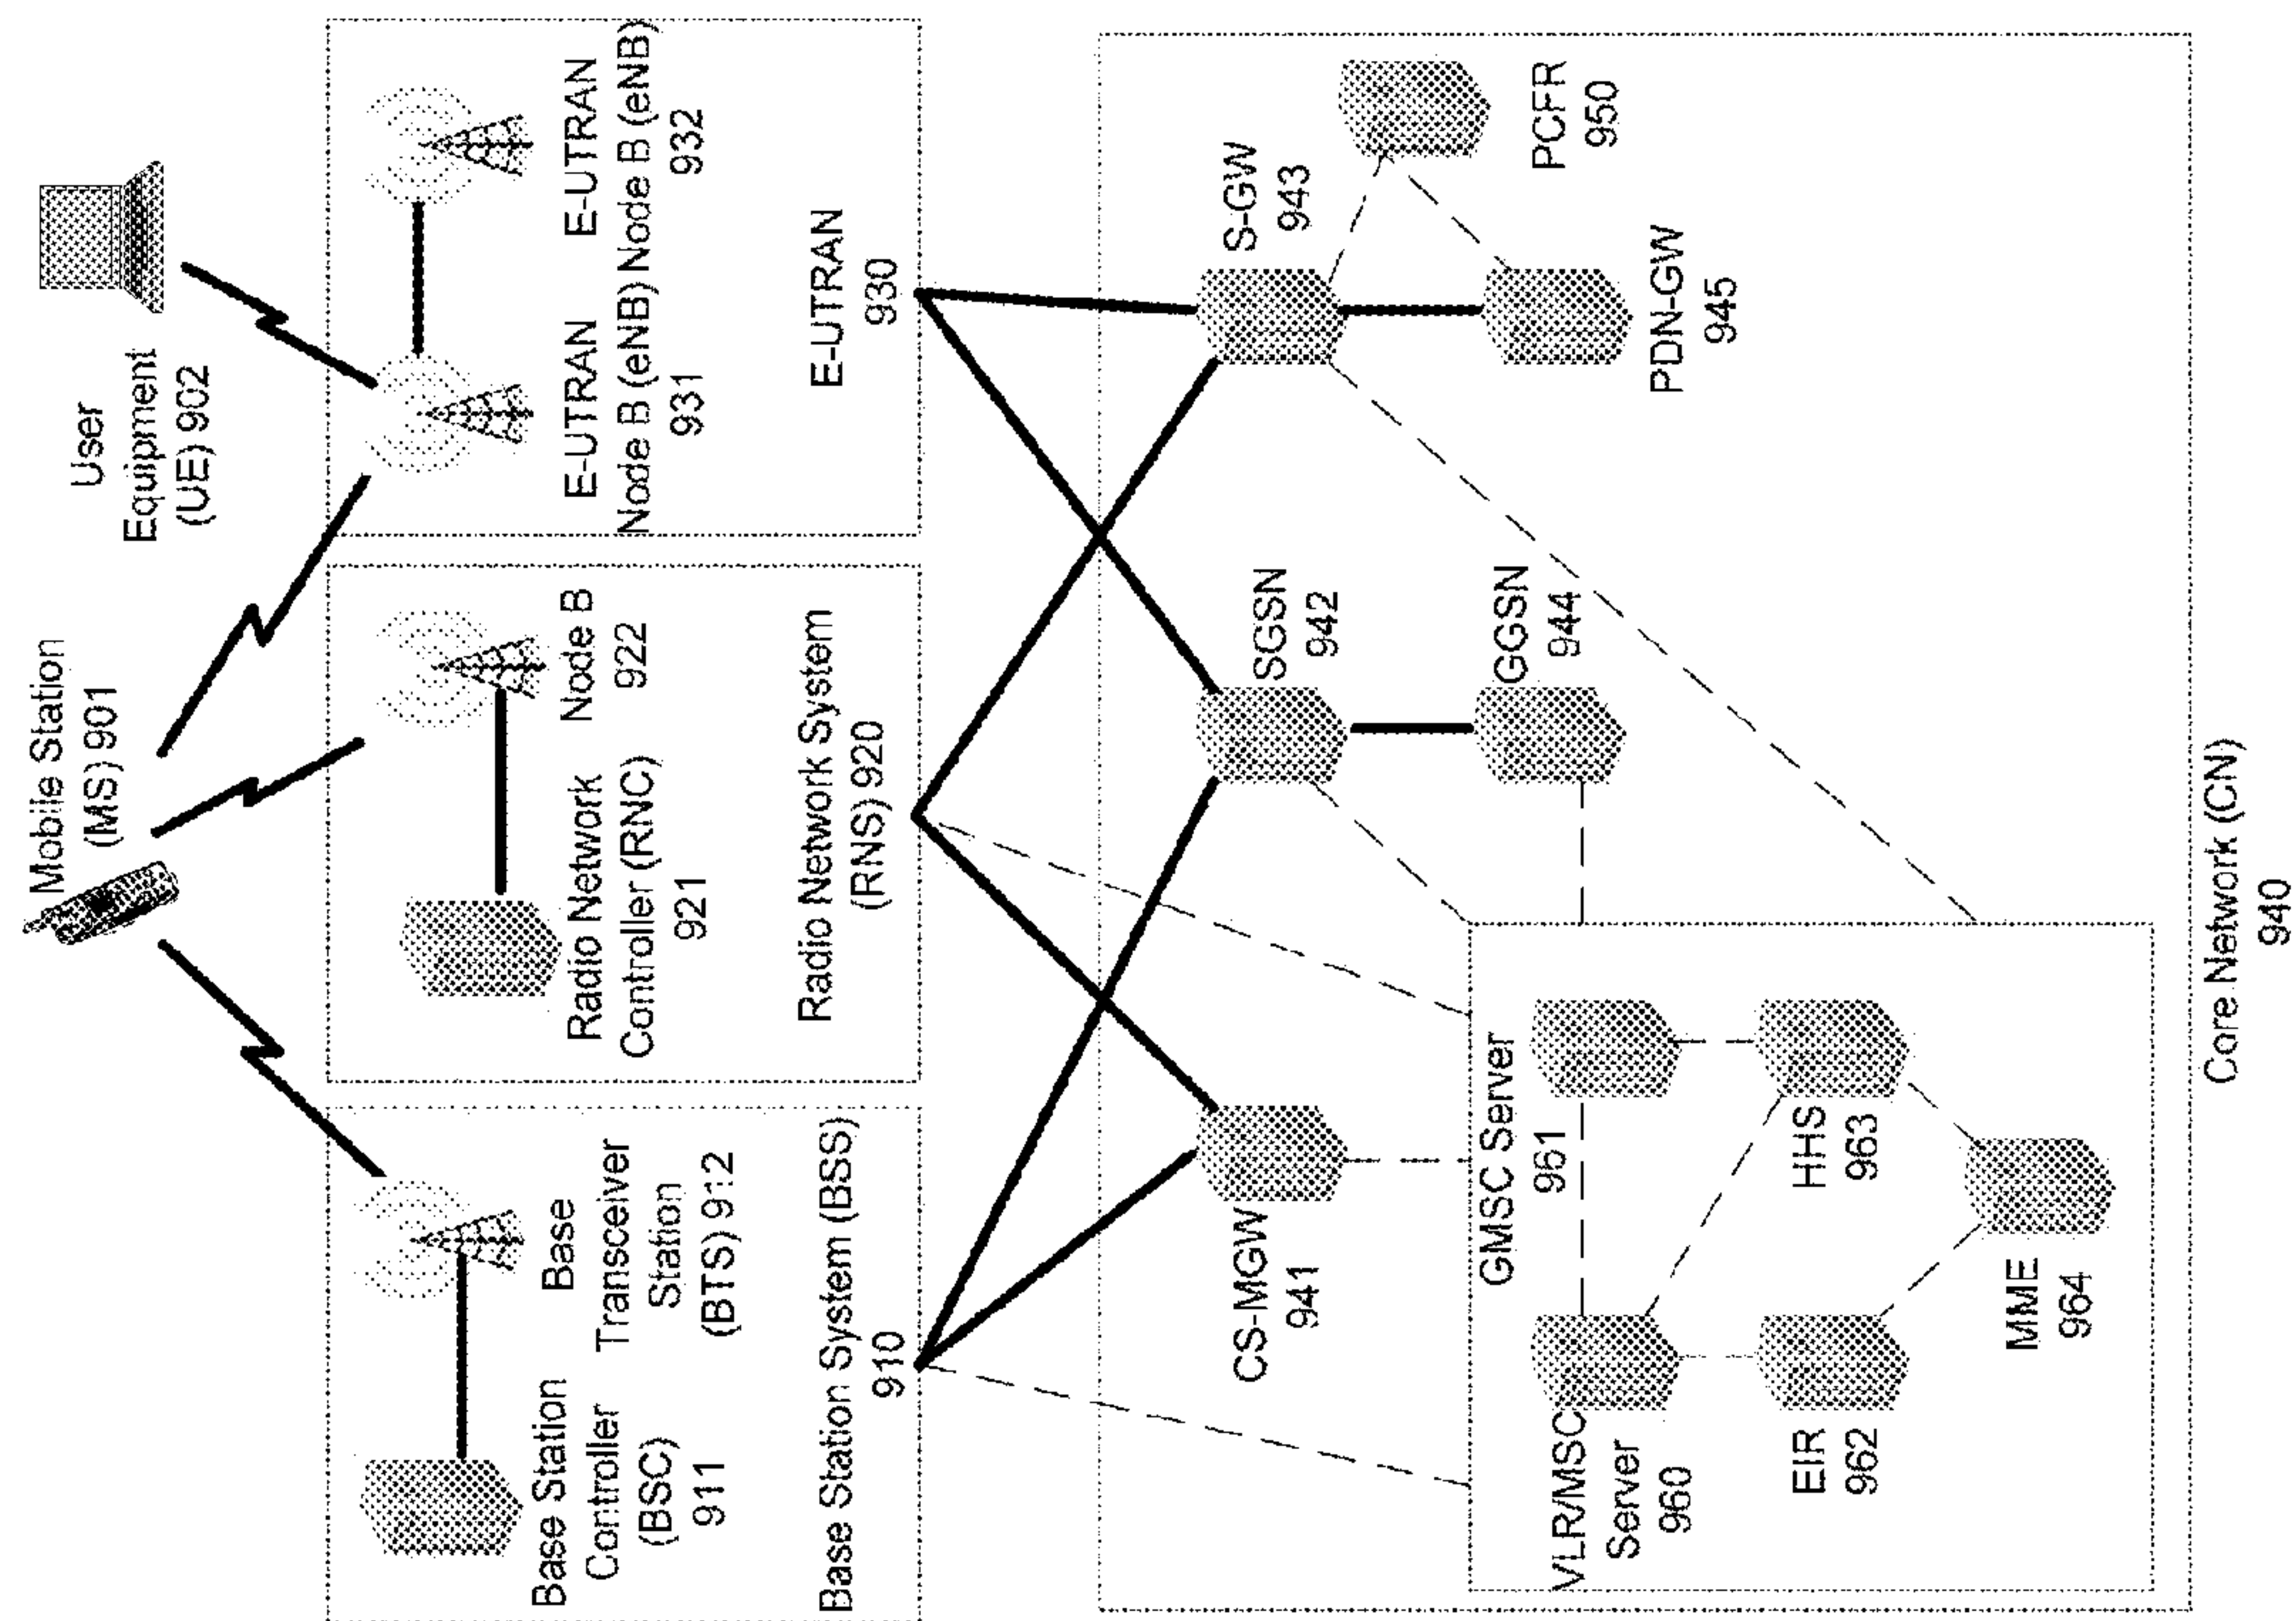 Mobile Station
(MS) 901
User
Equipment
(UE) 902
Base Station
Controller
(BSC)
911
Base
Transceiver
Station
(BTS) 912
Base Station System (BSS)
910
Radio Network
Controller (RNC)
921
Node B
922
Radio Network System
(RNS) 920
E-UTRAN
Node B (eNB)
931
E-UTRAN
Node B (eNB)
932
E-UTRAN
930
CS-MGW
941
SGSN
942
S-GW
943
GGSN
944
PDN-GW
945
PCFR
950
GMSC Server
961
VLR/MSC
Server
960
EIR
962
HHS
963
MME
964
Core Network (CN)
940